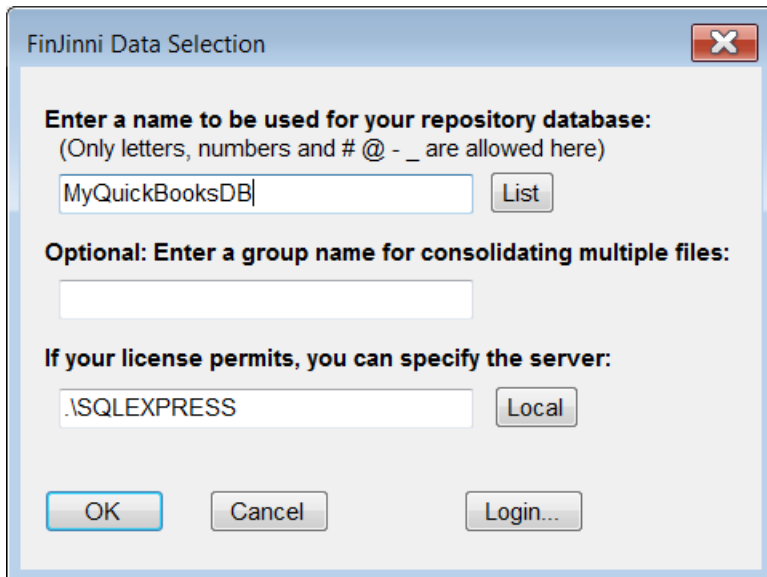 FinJinni Data Selection
Enter a name to be used for your repository database:
(Only letters, numbers and # @ - _ are allowed here)
MyQuickBooksDB
List
Optional: Enter a group name for consolidating multiple files:
If your license permits, you can specify the server:
.\SQLEXPRESS
Local
OK
Cancel
Login...